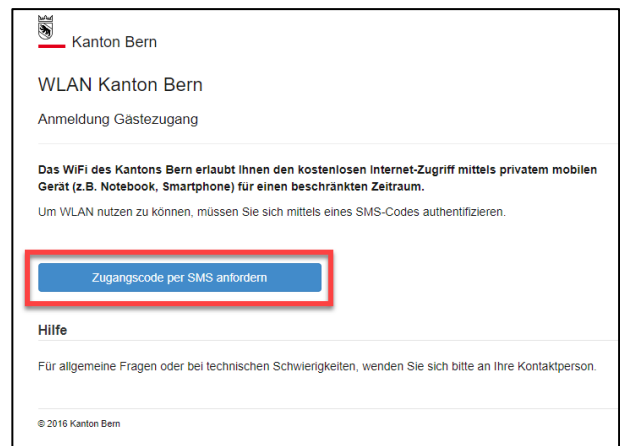 Kanton Bern
WLAN Kanton Bern
Anmeldung Gästezugang
Das WiFi des Kantons Bern erlaubt Ihnen den kostenlosen Internet-Zugriff mittels privatem mobilen
Gerät (z.B. Notebook, Smartphone) für einen beschränkten Zeitraum.
Um WLAN nutzen zu können, müssen Sie sich mittels eines SMS-Codes authentifizieren.
Zugangscode per SMS anfordern
Hilfe
Für allgemeine Fragen oder bei technischen Schwierigkeiten, wenden Sie sich bitte an Ihre Kontaktperson.
© 2016 Kanton Bern